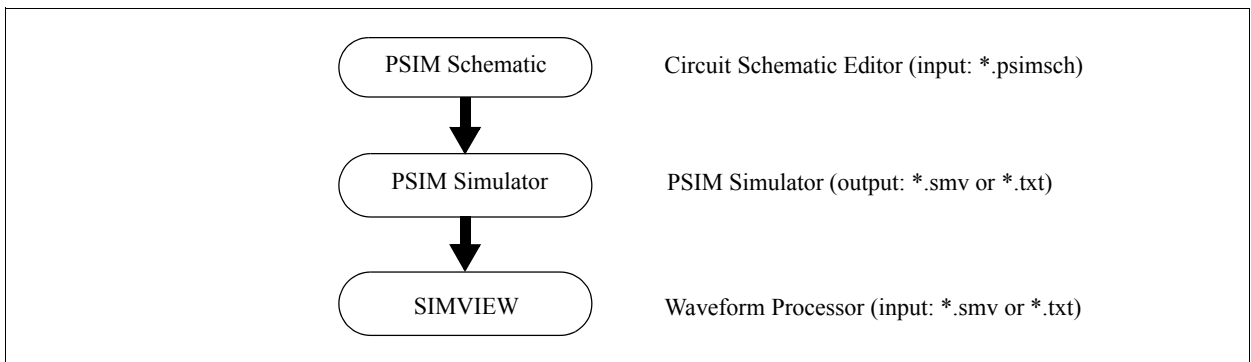 PSIM Schematic
Circuit Schematic Editor (input: *.psimsch)
PSIM Simulator
PSIM Simulator (output: *.smv or *.txt)
SIMVIEW
Waveform Processor (input: *.smv or *.txt)